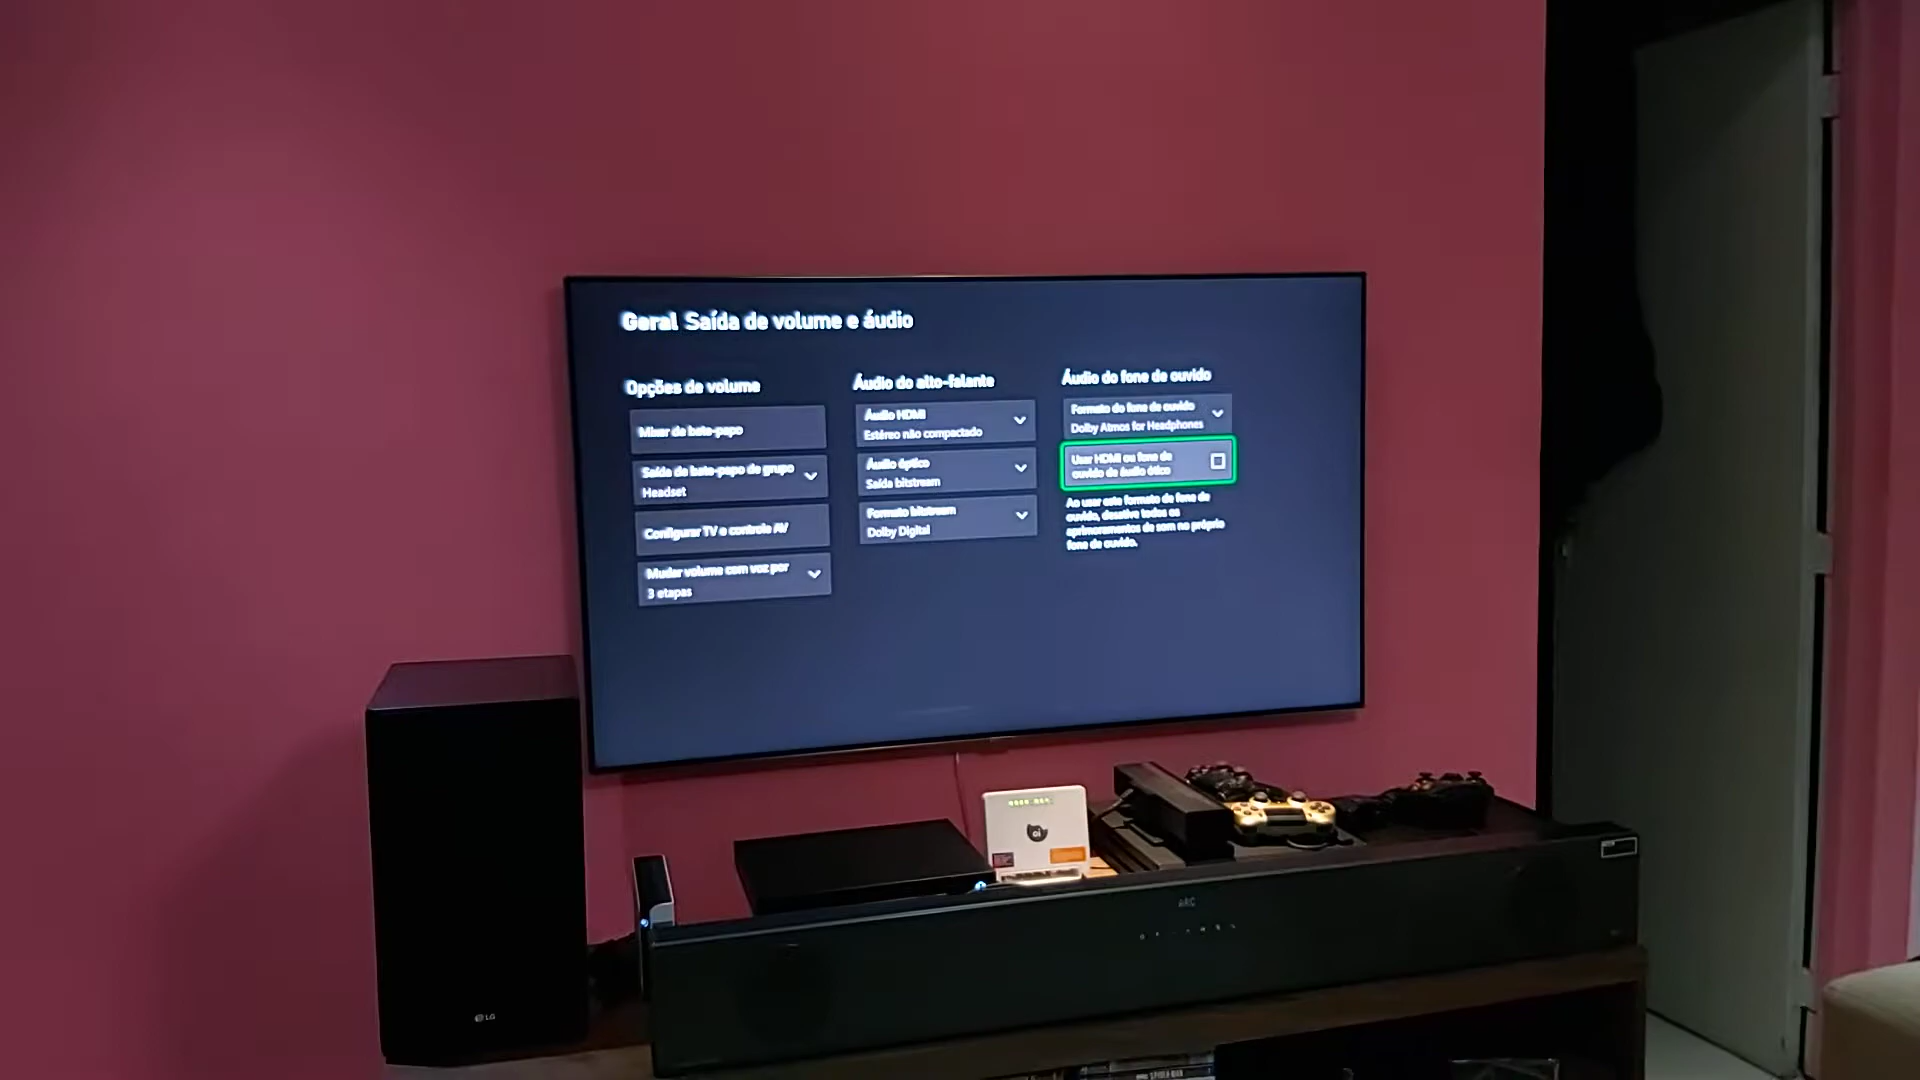 Geral Saída de volume e áudio
Opções de volume
Mixer de bate-papo
Saída de bate-papo de grupo
Headset
Configurar TV e controle AV
Mudar volume com voz por
3 etapas
Áudio do alto-falante
Áudio HDMI
Estéreo não compactado
Áudio óptico
Saída bitstream
Formato bitstream
Dolby Digital
Áudio do fone de ouvido
Formato do fone de ouvido
Dolby Atmos for Headphones
Usar HDMI ou fone de
ouvido de áudio ótico
Ao usar este formato de fone de
ouvido, desative todos os
aprimoramentos de som no próprio
fone de ouvido.
oi
ARC
LG
SPIDER-MAN